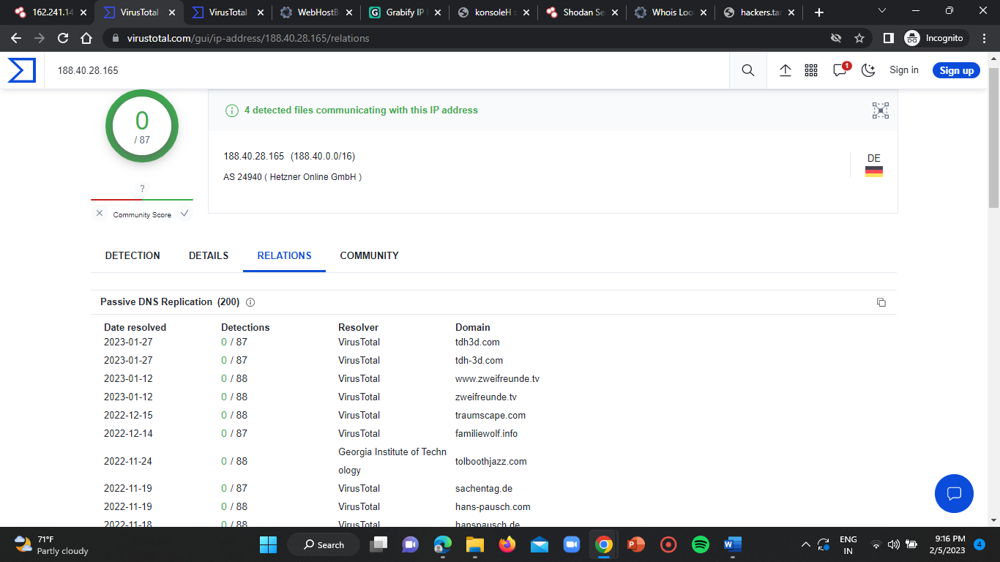 162.241.14
VirusTotal
VirusTotal
WebHostB
Grabify IP L
konsoleH
Shodan Se
Whois Loo
hackers.tar
virustotal.com/gui/ip-address/188.40.28.165/relations
Incognito
188.40.28.165
1
Sign in
Sign up
0
/ 87
?
Community Score
4 detected files communicating with this IP address
188.40.28.165 (188.40.0.0/16)
AS 24940 ( Hetzner Online GmbH )
DE
DETECTION DETAILS RELATIONS COMMUNITY
Passive DNS Replication (200)
Date resolved Detections Resolver Domain
2023-01-27 0 / 87 VirusTotal tdh3d.com
2023-01-27 0 / 87 VirusTotal tdh-3d.com
2023-01-12 0 / 88 VirusTotal www.zweifreunde.tv
2023-01-12 0 / 88 VirusTotal zweifreunde.tv
2022-12-15 0 / 88 VirusTotal traumscape.com
2022-12-14 0 / 87 VirusTotal familiewolf.info
2022-11-24 0 / 88 Georgia Institute of Techn
ology tolboothjazz.com
2022-11-19 0 / 87 VirusTotal sachentag.de
2022-11-19 0 / 88 VirusTotal hans-pausch.com
2022-11-18 0 / 88 VirusTotal hanspausch.de
71°F
Partly cloudy
Search
ENG
IN
9:16 PM
2/5/2023
4